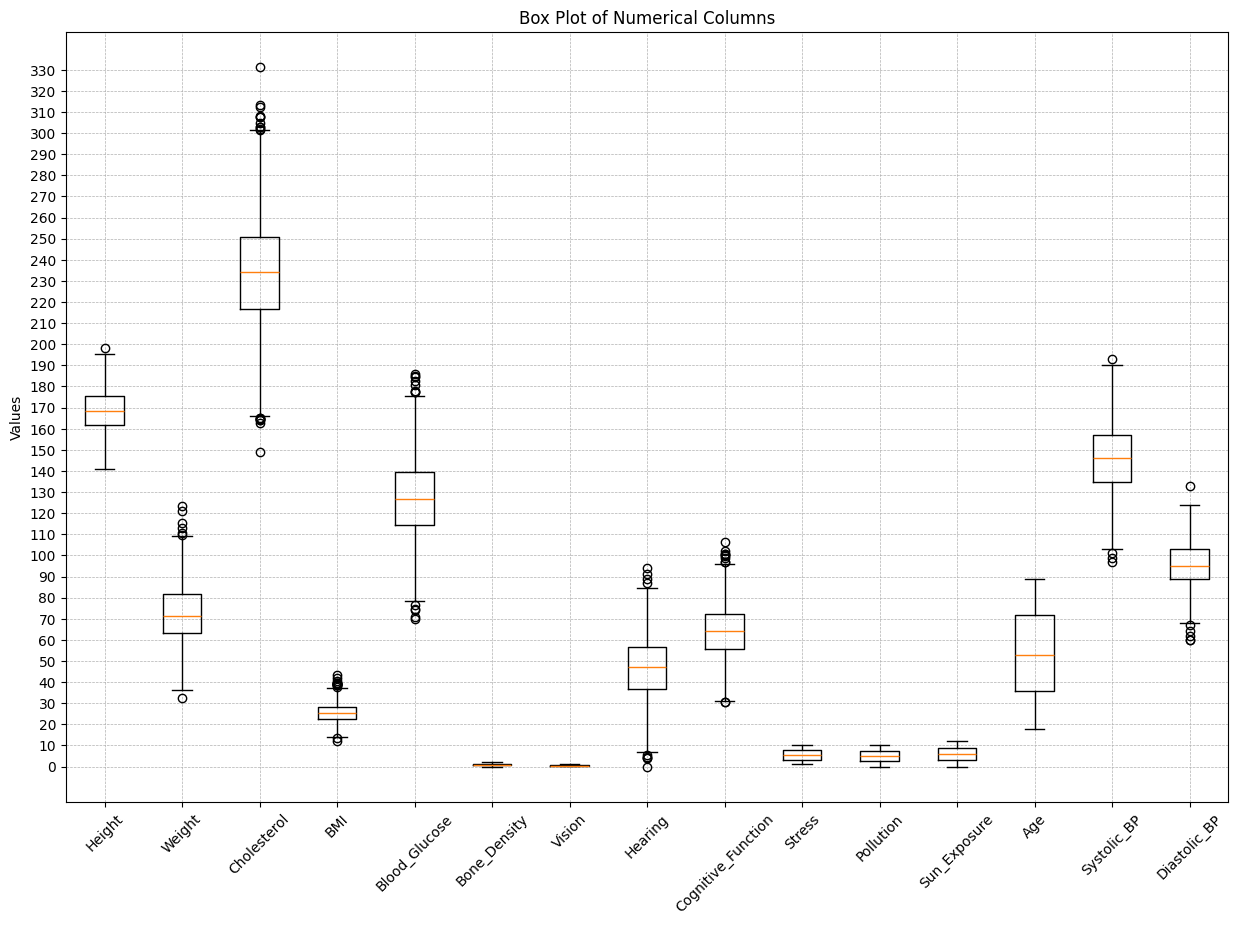 Box Plot of Numerical Columns
330
320
310
300
290
280
270
260
250
240
230
220
210
200
190
180
170
160
150
140
130
120
110
100
90
80
70
60
50
40
30
20
10
0
Values
Height
Weight
Cholesterol
BMI
Blood_Glucose
Bone_Density
Vision
Hearing
Cognitive_Function
Stress
Pollution
Sun_Exposure
Age
Systolic_BP
Diastolic_BP